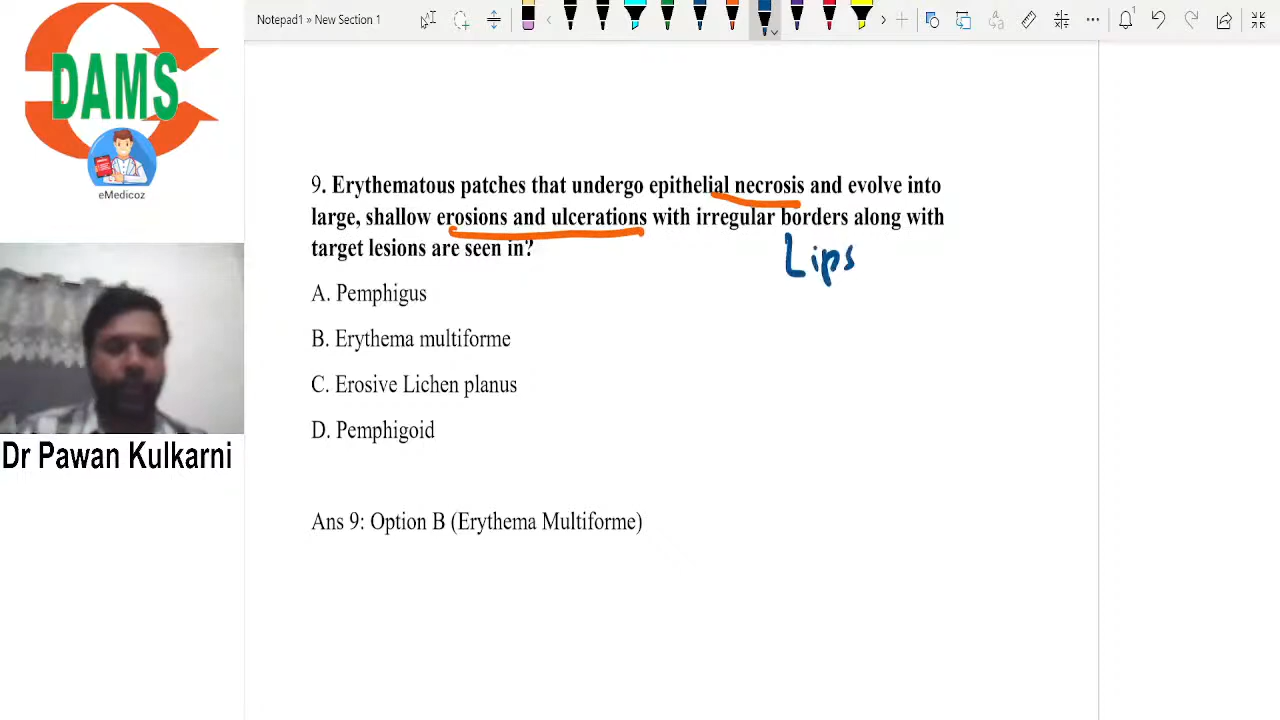 Notepad1 » New Section 1
DAMS
eMedicoz
9. Erythematous patches that undergo epithelial necrosis and evolve into
large, shallow erosions and ulcerations with irregular borders along with
target lesions are seen in?
Lips
A. Pemphigus
B. Erythema multiforme
C. Erosive Lichen planus
D. Pemphigoid
Dr Pawan Kulkarni
Ans 9: Option B (Erythema Multiforme)